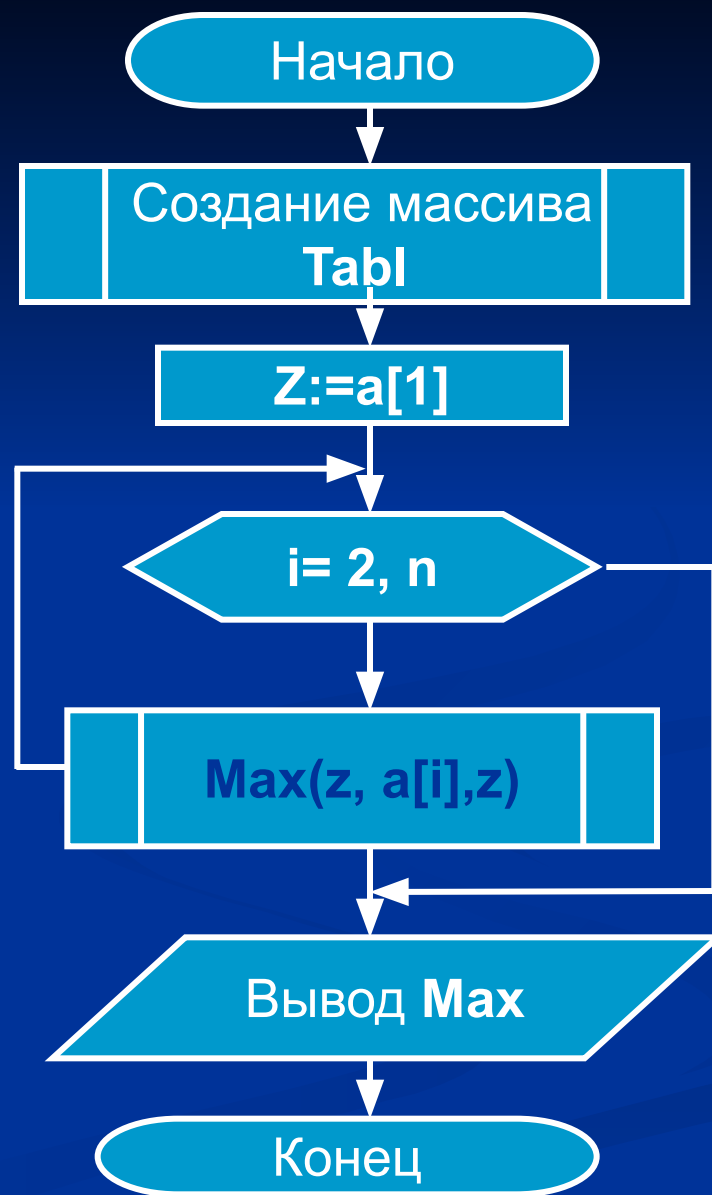 Начало
Создание массива
Tabl
Z:=a[1]
i= 2, n
Max(z, a[i],z)
Вывод Max
Конец